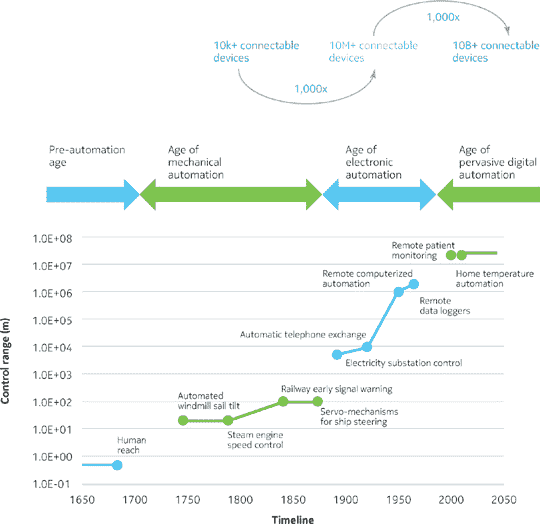 1,000x
10k+ connectable
devices
10M+ connectable
devices
10B+ connectable
devices
1,000x
Pre-automation
age
Age of
mechanical
automation
Age of
electronic
automation
Age of
pervasive digital
automation
Control range (m)
1.0E+08
1.0E+07
1.0E+06
1.0E+05
1.0E+04
1.0E+03
1.0E+02
1.0E+01
1.0E+00
1.0E-01
Remote patient
monitoring
Home temperature
automation
Remote computerized
automation
Remote
data loggers
Automatic telephone exchange
Electricity substation control
Railway early signal warning
Automated
windmill sail tilt
Servo-mechanisms
for ship steering
Steam engine
speed control
Human
reach
1650
1700
1750
1800
1850
1900
1950
2000
2050
Timeline